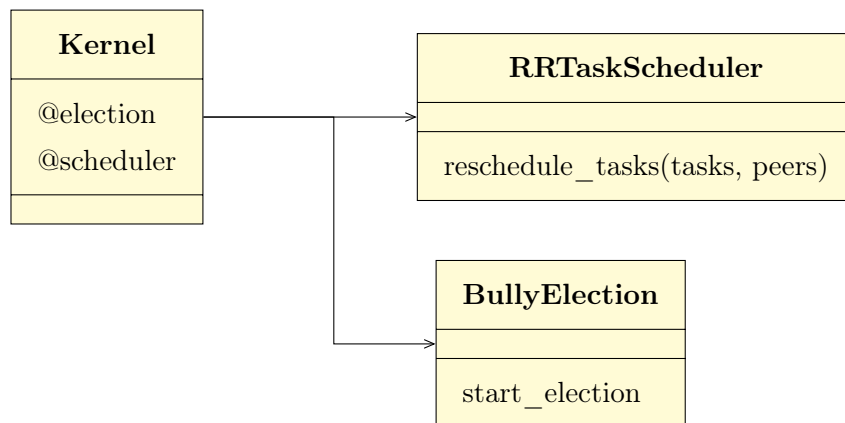 Kernel
@election
@scheduler
RRTaskScheduler
reschedule_tasks(tasks, peers)
BullyElection
start_election